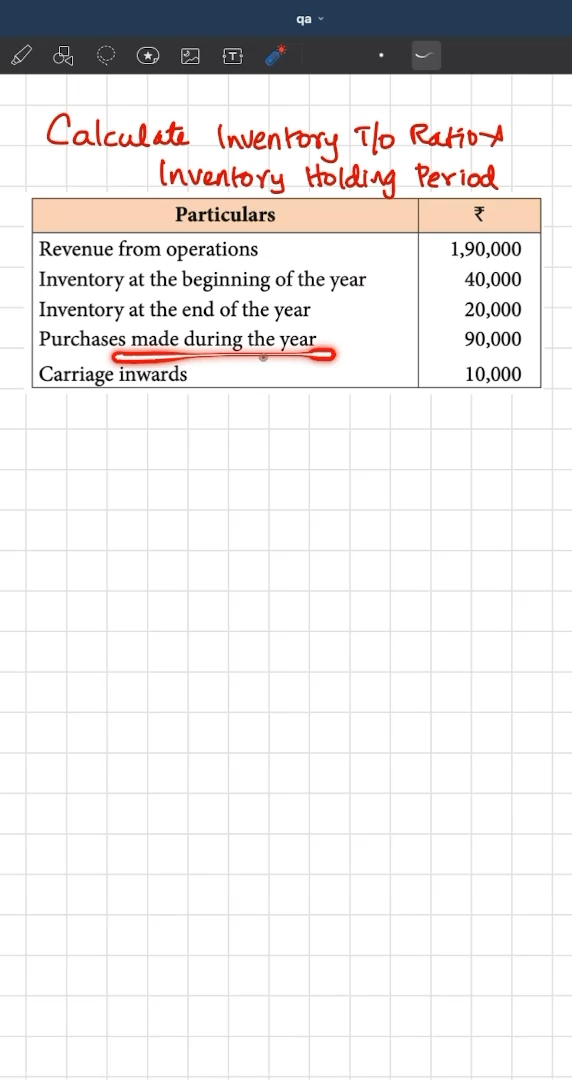 qa
T
Calculate Inventory T/o Ratio &
Inventory Holding Period
Particulars ₹
Revenue from operations 1,90,000
Inventory at the beginning of the year 40,000
Inventory at the end of the year 20,000
Purchases made during the year 90,000
Carriage inwards 10,000